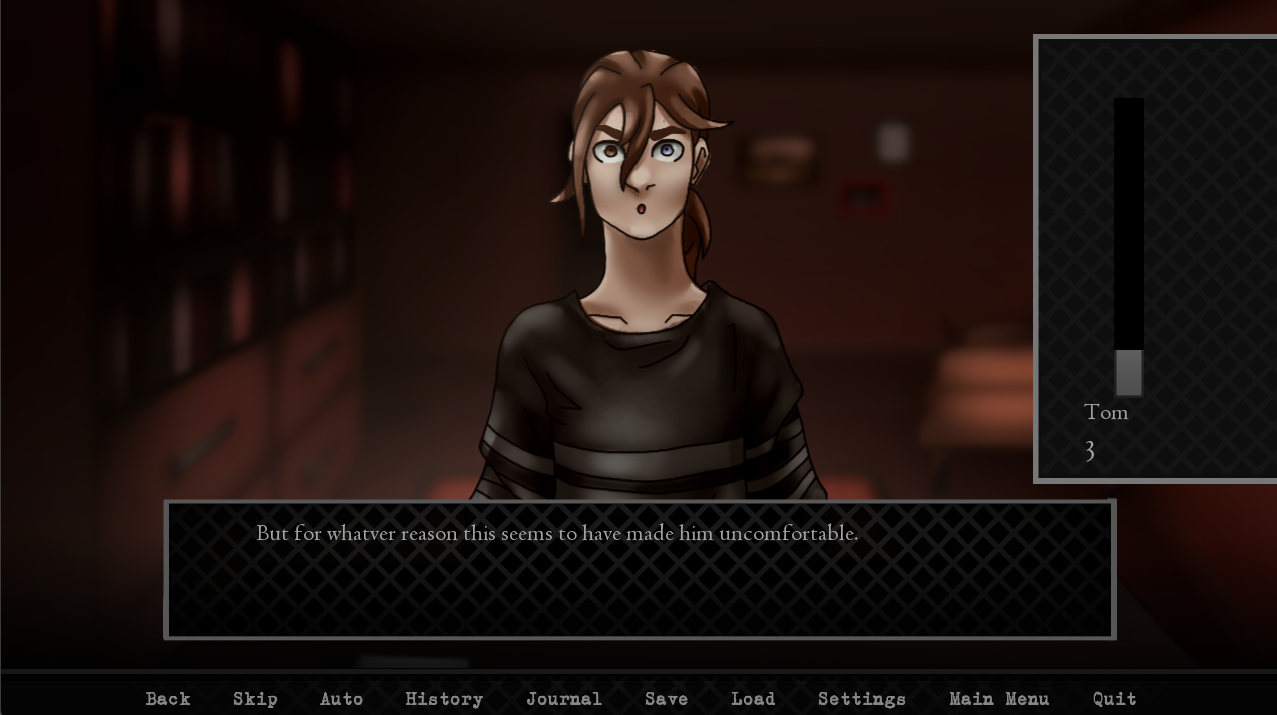 Tom
3
But for whatver reason this seems to have made him uncomfortable.
Back Skip Auto History Journal Save Load Settings Main Menu Quit